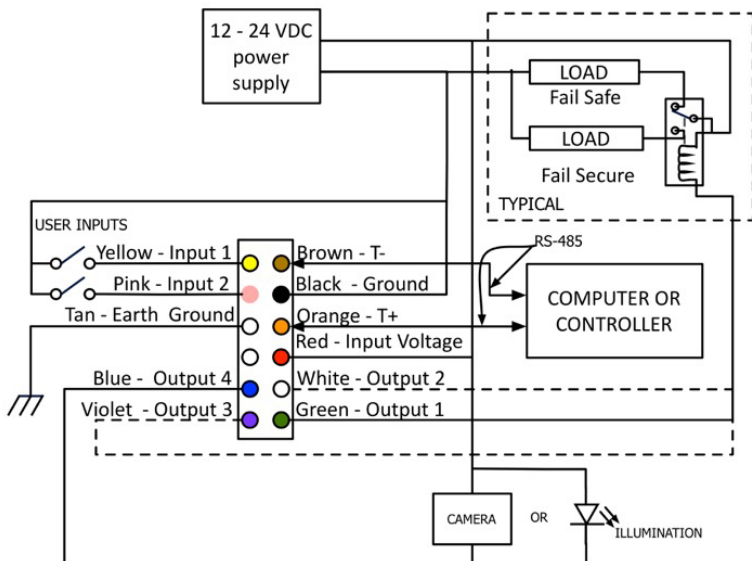 12 - 24 VDC
power
supply
LOAD
Fail Safe
LOAD
Fail Secure
TYPICAL
USER INPUTS
Yellow - Input 1
Brown - T-
RS-485
Pink - Input 2
Black - Ground
COMPUTER OR
CONTROLLER
Tan - Earth Ground
Orange - T+
Red - Input Voltage
Blue - Output 4
White - Output 2
Violet - Output 3
Green - Output 1
CAMERA
OR
ILLUMINATION